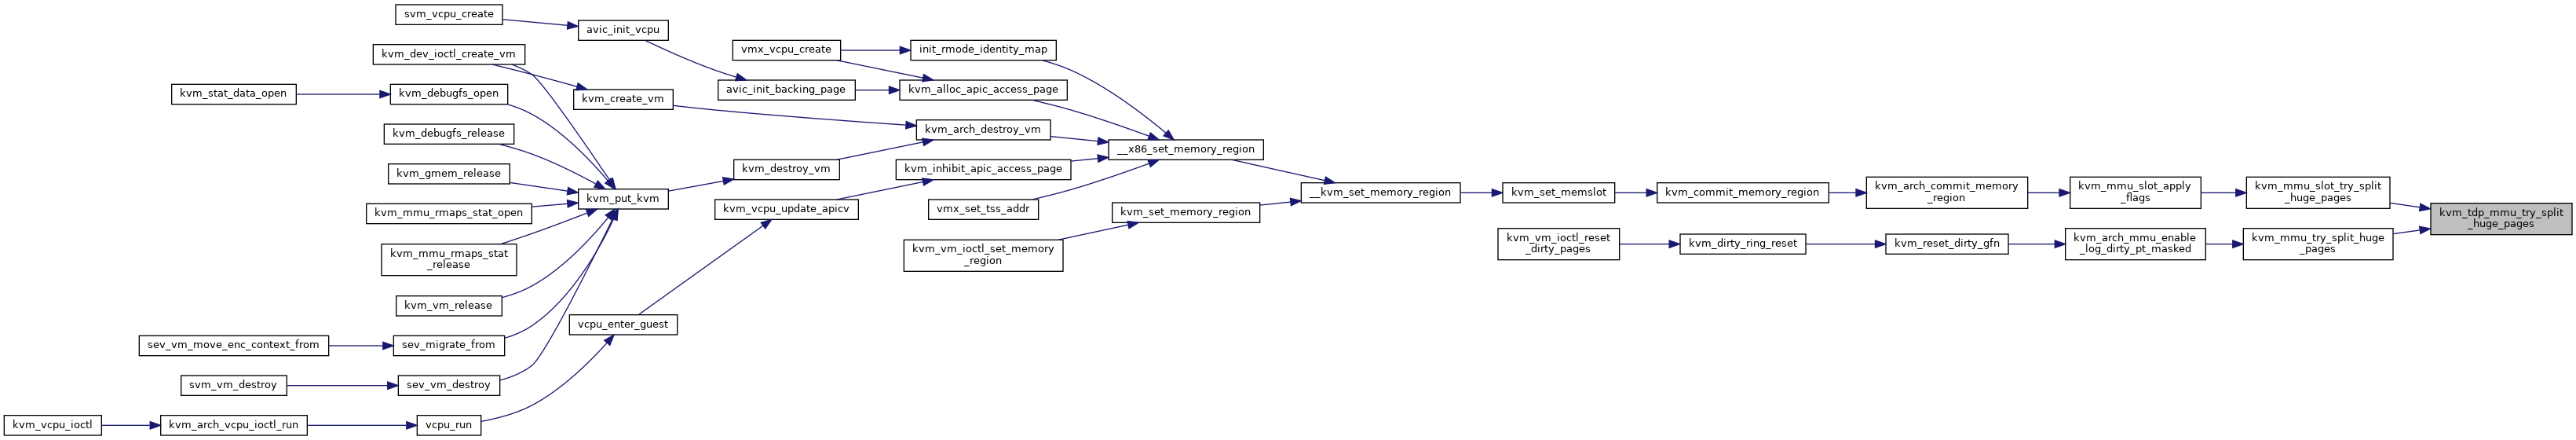 svm_vcpu_create
avic_init_vcpu
kvm_dev_ioctl_create_vm
vmx_vcpu_create
init_rmode_identity_map
kvm_stat_data_open
kvm_debugfs_open
kvm_create_vm
avic_init_backing_page
kvm_alloc_apic_access_page
kvm_debugfs_release
kvm_arch_destroy_vm
__x86_set_memory_region
kvm_gmem_release
kvm_destroy_vm
kvm_inhibit_apic_access_page
kvm_put_kvm
kvm_mmu_rmaps_stat_open
kvm_vcpu_update_apicv
vmx_set_tss_addr
kvm_set_memory_region
__kvm_set_memory_region
kvm_set_memslot
kvm_commit_memory_region
kvm_arch_commit_memory
_region
kvm_mmu_slot_apply
_flags
kvm_mmu_slot_try_split
_huge_pages
kvm_tdp_mmu_try_split
_huge_pages
kvm_mmu_rmaps_stat
_release
kvm_vm_ioctl_set_memory
_region
kvm_vm_ioctl_reset
_dirty_pages
kvm_dirty_ring_reset
kvm_reset_dirty_gfn
kvm_arch_mmu_enable
_log_dirty_pt_masked
kvm_mmu_try_split_huge
_pages
kvm_vm_release
vcpu_enter_guest
sev_vm_move_enc_context_from
sev_migrate_from
svm_vm_destroy
sev_vm_destroy
kvm_vcpu_ioctl
kvm_arch_vcpu_ioctl_run
vcpu_run